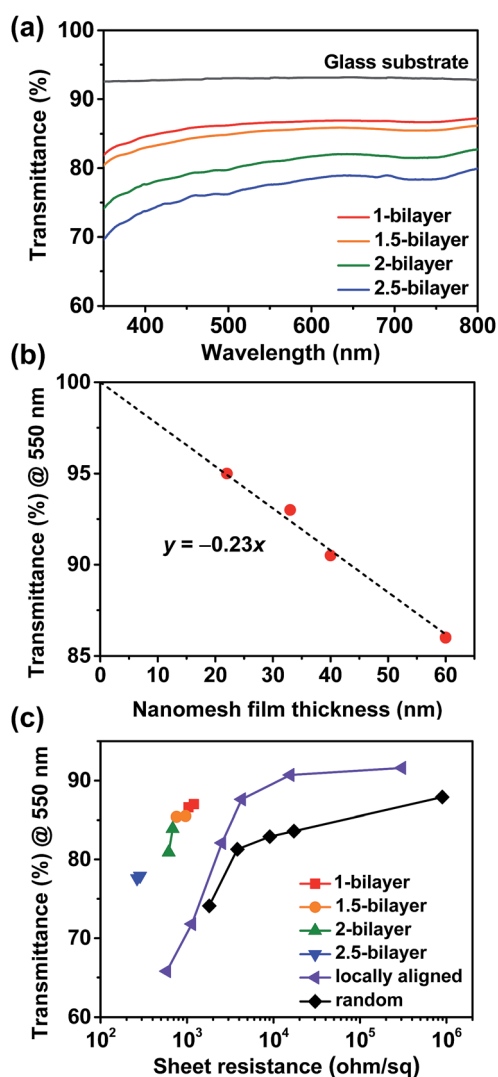 (a)
100
90
80
70
60
Transmittance (%)
Glass substrate
1-bilayer
1.5-bilayer
2-bilayer
2.5-bilayer
400 500 600 700 800
Wavelength (nm)
(b)
100
95
90
85
Transmittance (%) @ 550 nm
y = −0.23x
0 10 20 30 40 50 60
Nanomesh film thickness (nm)
(c)
90
80
70
60
Transmittance (%) @ 550 nm
1-bilayer
1.5-bilayer
2-bilayer
2.5-bilayer
locally aligned
random
10² 10³ 10⁴ 10⁵ 10⁶
Sheet resistance (ohm/sq)